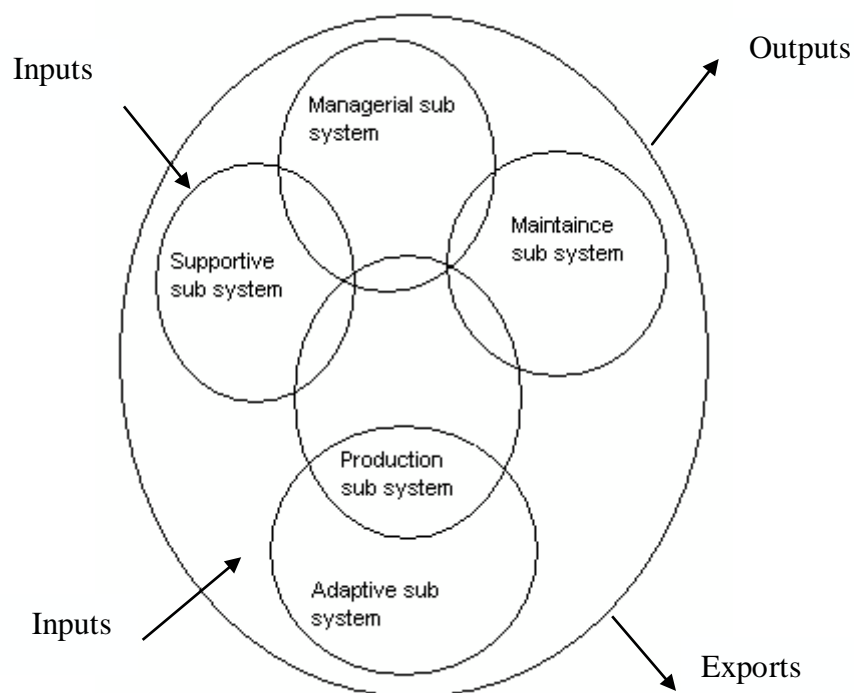 Outputs
Inputs
Managerial sub
system
Maintaince
sub system
Supportive
sub system
Production
sub system
Adaptive sub
system
Inputs
Exports